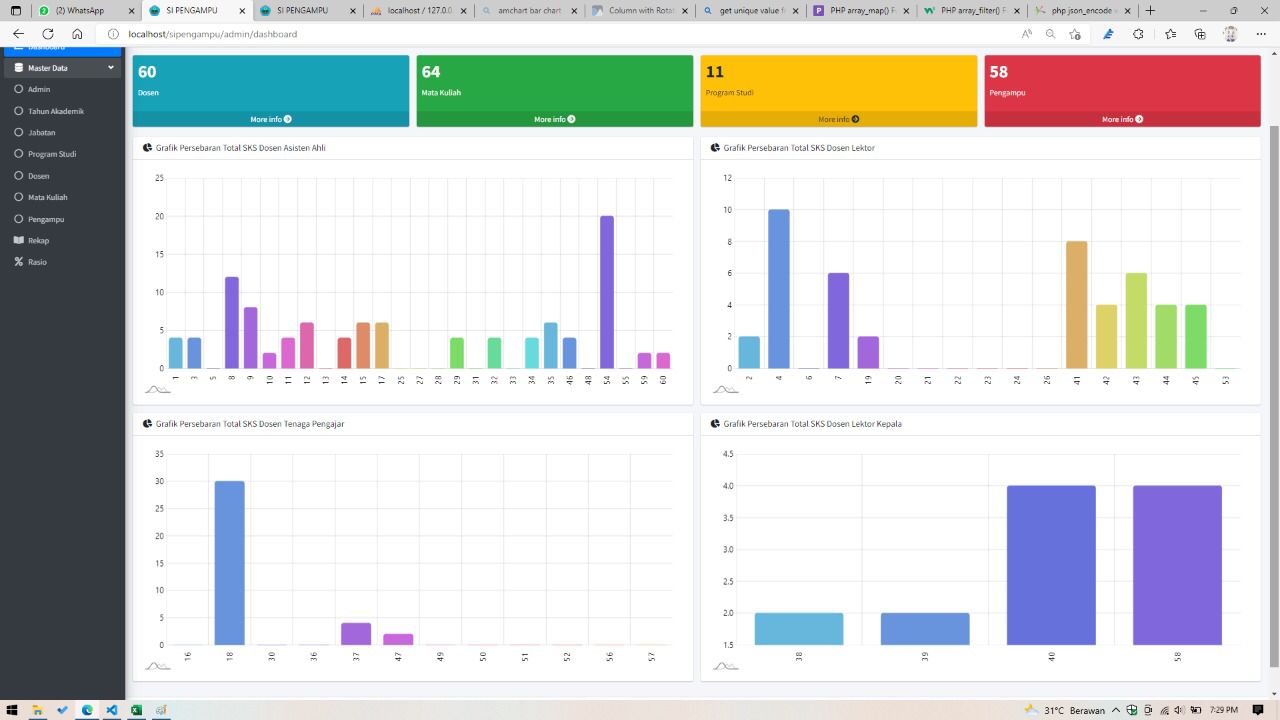 (2) WhatsApp
SI PENGAMPU
SI PENGAMPU
localhost / 127.0.0
amchart bar chart
Column with Rotat
get unique value f
PHP array_map() F
PHP array_filter() F
php json_encode
localhost/sipengampu/admin/dashboard
Dashboard
Master Data
Admin
Tahun Akademik
Jabatan
Program Studi
Dosen
Mata Kuliah
Pengampu
Rekap
Rasio
60
Dosen
More info
64
Mata Kuliah
More info
11
Program Studi
More info
58
Pengampu
More info
Grafik Persebaran Total SKS Dosen Asisten Ahli
25
20
15
10
5
0
1 3 5 8 9 10 11 12 13 14 15 17 25 27 28 29 31 32 33 34 35 46 48 54 55 59 60
Grafik Persebaran Total SKS Dosen Lektor
12
10
8
6
4
2
0
2 4 6 7 19 20 21 22 23 24 26 41 42 43 44 45 53
Grafik Persebaran Total SKS Dosen Tenaga Pengajar
35
30
25
20
15
10
5
0
16 18 30 36 37 47 49 50 51 52 56 57
Grafik Persebaran Total SKS Dosen Lektor Kepala
4.5
4.0
3.5
3.0
2.5
2.0
1.5
38 39 40 58
31°C Berawan
7:29 PM